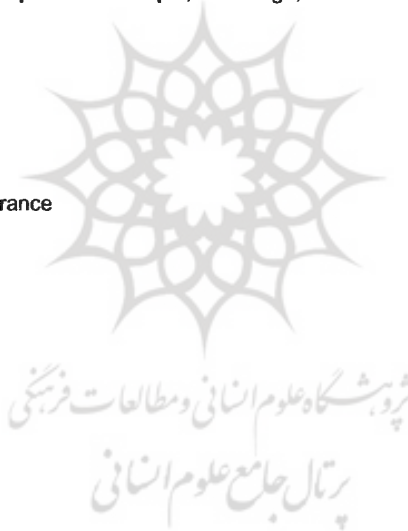 rance
پژوهشگاه علوم انسانی و مطالعات فرهنگی
پرتال جامع علوم انسانی